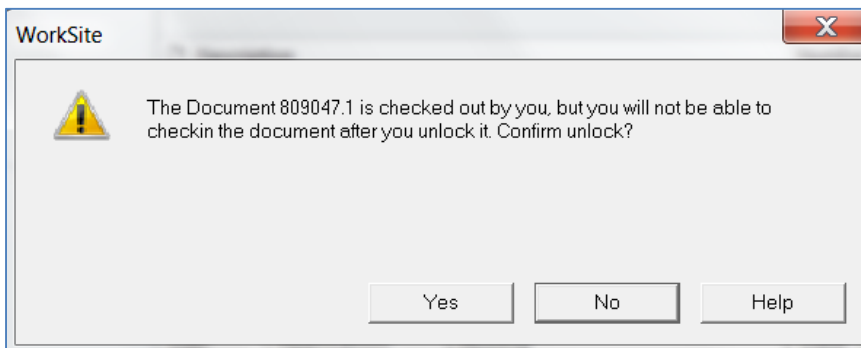 WorkSite
The Document 809047.1 is checked out by you, but you will not be able to
checkin the document after you unlock it. Confirm unlock?
Yes
No
Help